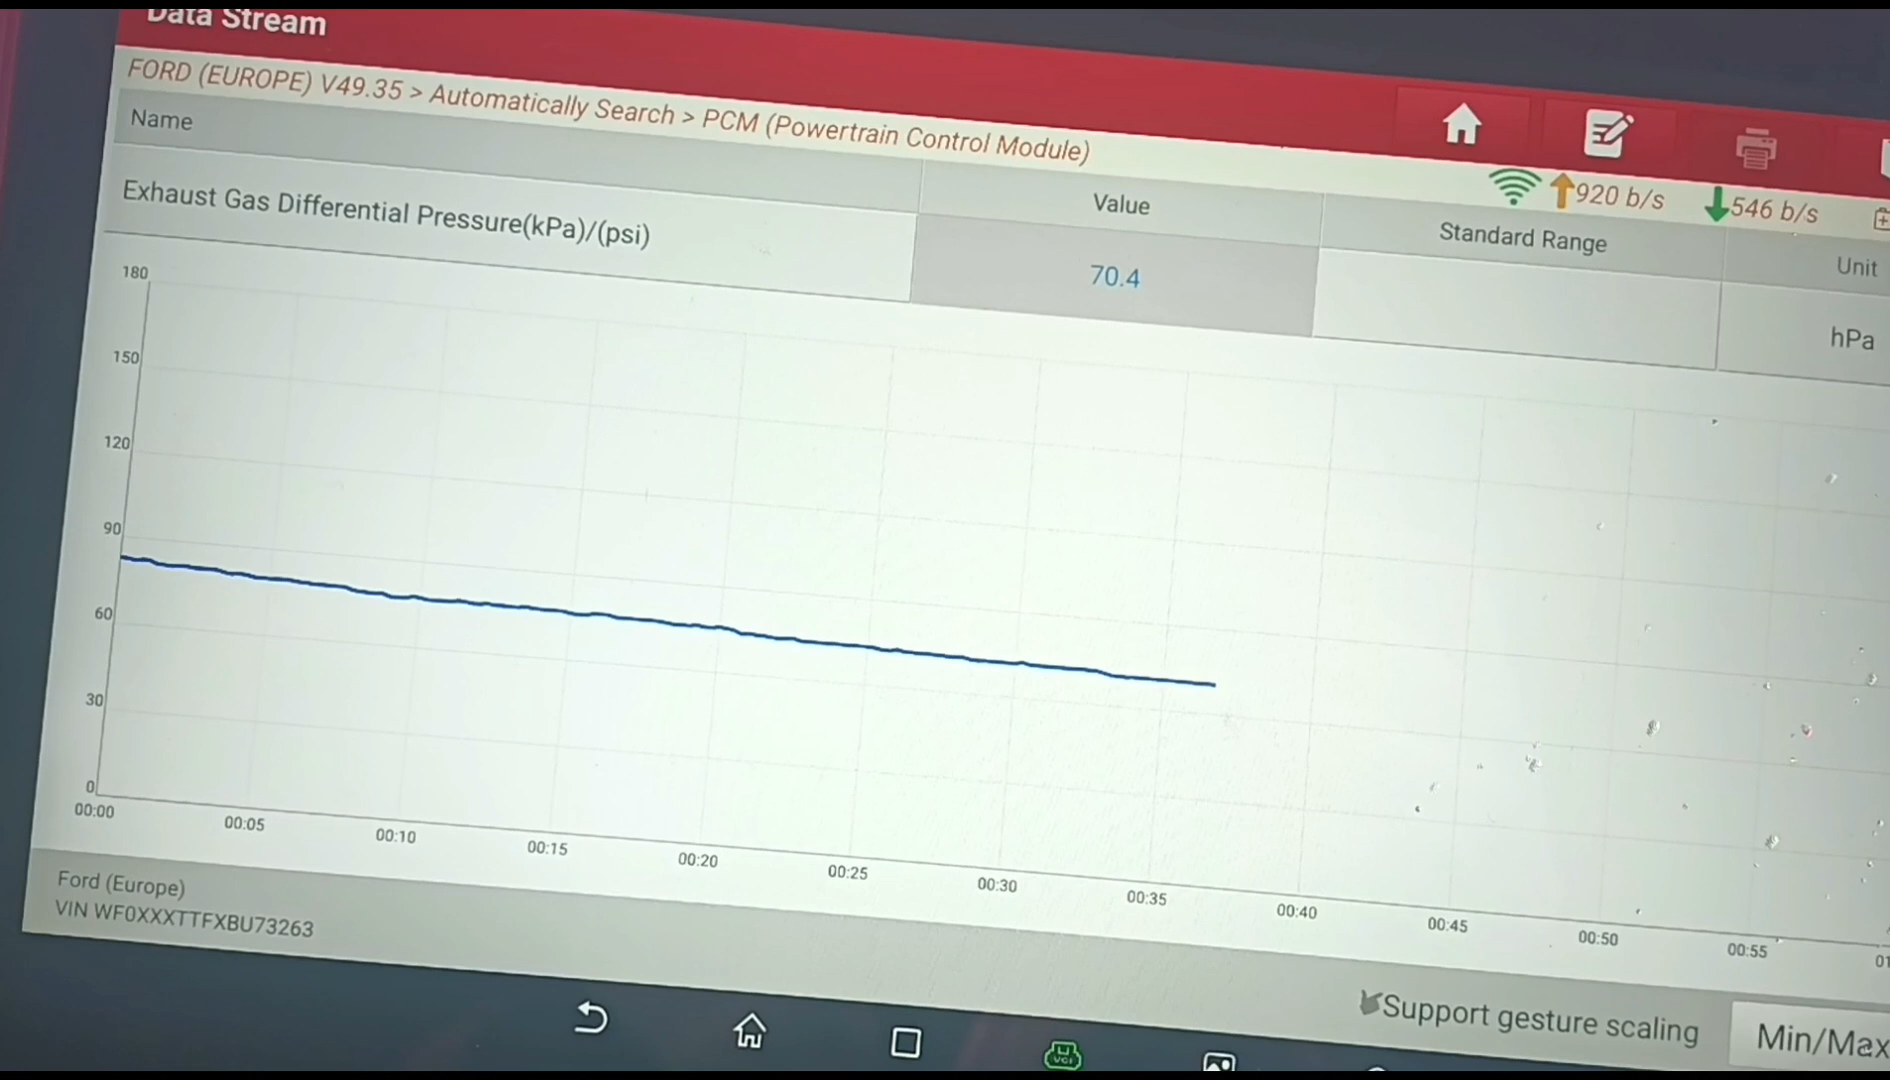 Data Stream
FORD (EUROPE) V49.35 > Automatically Search > PCM (Powertrain Control Module)
920 b/s
546 b/s
Name
Value
Standard Range
Unit
Exhaust Gas Differential Pressure(kPa)/(psi)
70.4
hPa
180
150
120
90
60
30
0
00:00
00:05
00:10
00:15
00:20
00:25
00:30
00:35
00:40
00:45
00:50
00:55
Ford (Europe)
VIN WF0XXXTTFXBU73263
Support gesture scaling
Min/Max
VCI